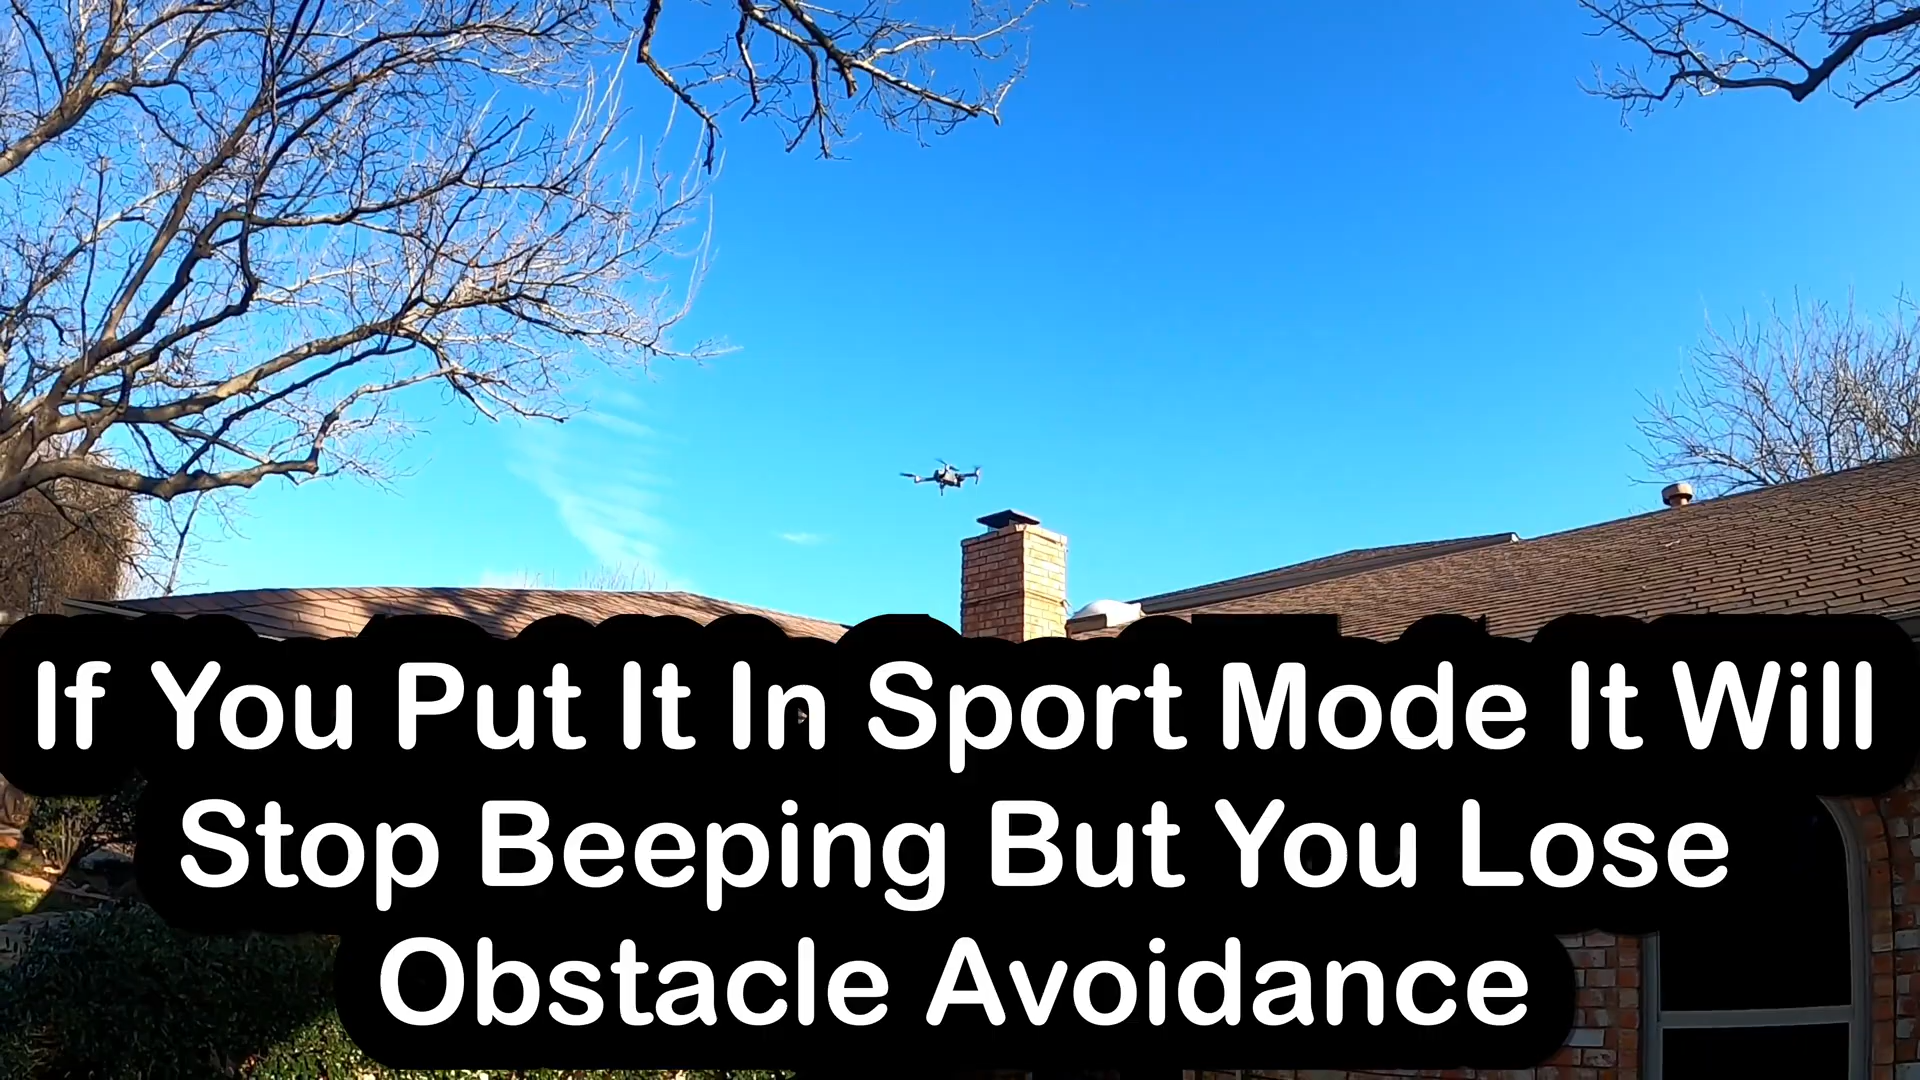 If You Put It In Sport Mode It Will
Stop Beeping But You Lose
Obstacle Avoidance